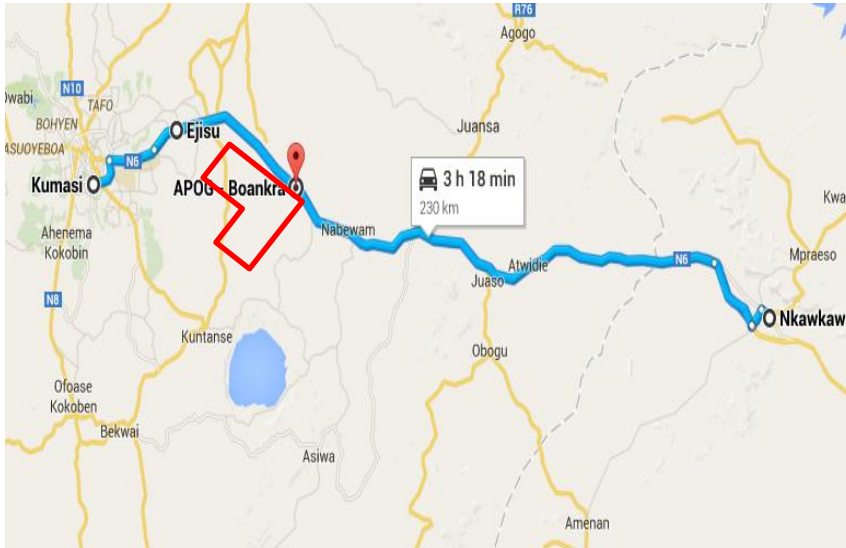 R76
Agogo
Owabi
N10
TAFO
BOHYEN
ASUOYEBOA
Ejisu
Juansa
N6
Kumasi
APOG - Boankra
3 h 18 min
230 km
Kwa
Ahenema
Kokobin
Nabewam
Mpraeso
N6
Atwidie
Juaso
N8
Nkawkaw
Kuntanse
Obogu
Ofoase
Kokoben
Bekwai
Asiwa
Amenan